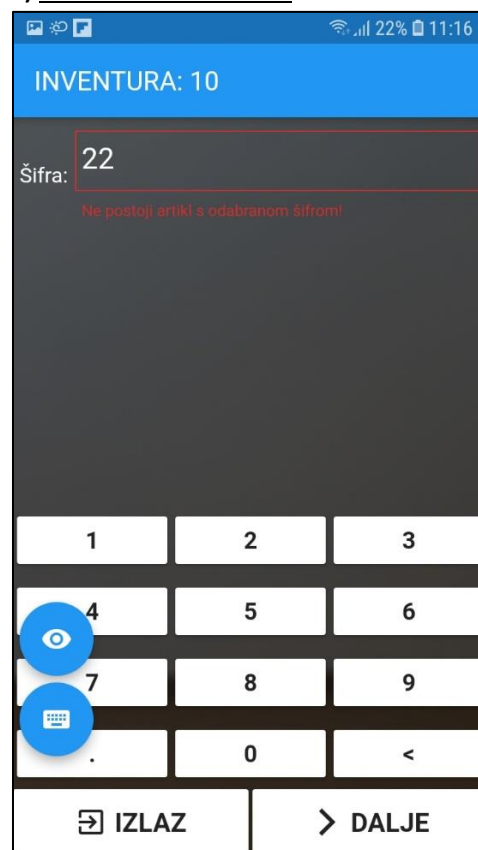 22% 11:16
INVENTURA: 10
Šifra: 22
Ne postoji artikl s odabranom šifrom!
1 2 3
4 5 6
7 8 9
. 0 <
IZLAZ DALJE